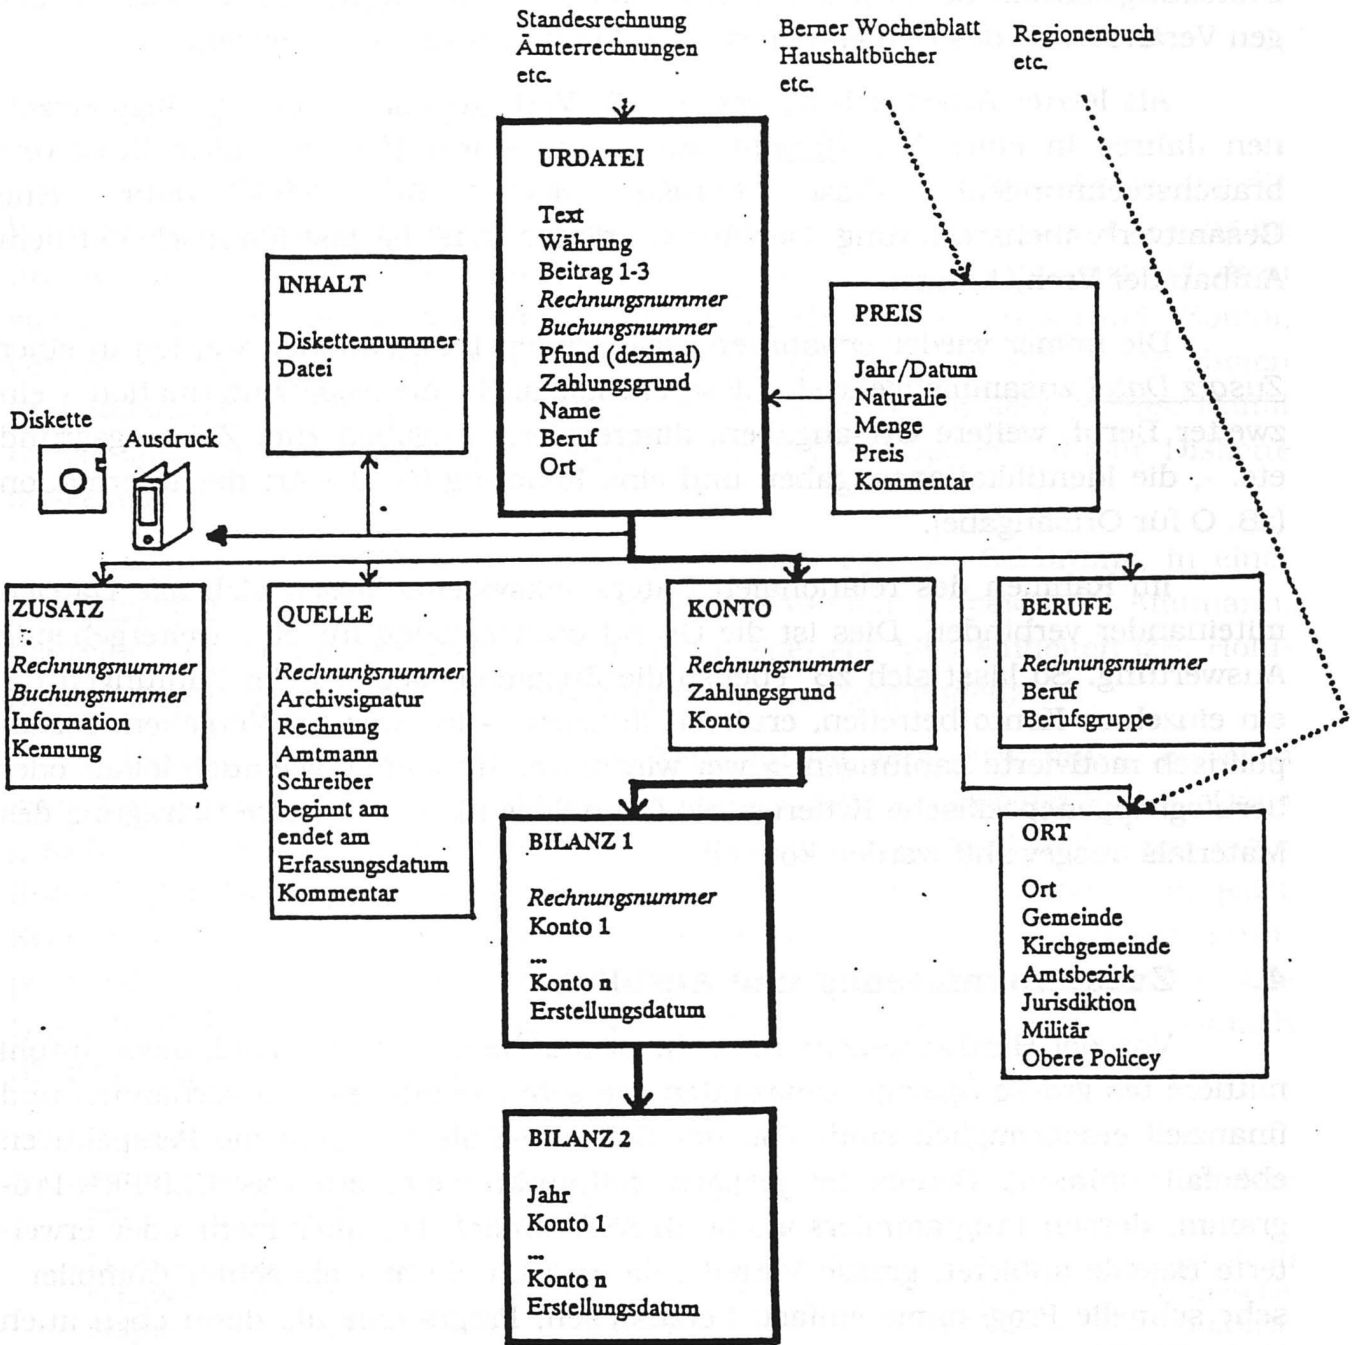 Standesrechnung
Ämterrechnungen
etc.
Berner Wochenblatt
Haushaltbücher
etc.
Regionenbuch
etc.
URDATEI
Text
Währung
Beitrag 1-3
Rechnungsnummer
Buchungsnummer
Pfund (dezimal)
Zahlungsgrund
Name
Beruf
Ort
INHALT
Diskettennummer
Datei
PREIS
Jahr/Datum
Naturalie
Menge
Preis
Kommentar
Diskette
Ausdruck
ZUSATZ
Rechnungsnummer
Buchungsnummer
Information
Kennung
QUELLE
Rechnungsnummer
Archivsignatur
Rechnung
Amtmann
Schreiber
beginnt am
endet am
Erfassungsdatum
Kommentar
KONTO
Rechnungsnummer
Zahlungsgrund
Konto
BERUFE
Rechnungsnummer
Beruf
Berufsgruppe
BILANZ 1
Rechnungsnummer
Konto 1
...
Konto n
Erstellungsdatum
ORT
Ort
Gemeinde
Kirchgemeinde
Amtsbezirk
Jurisdiktion
Militär
Obere Policey
BILANZ 2
Jahr
Konto 1
...
Konto n
Erstellungsdatum